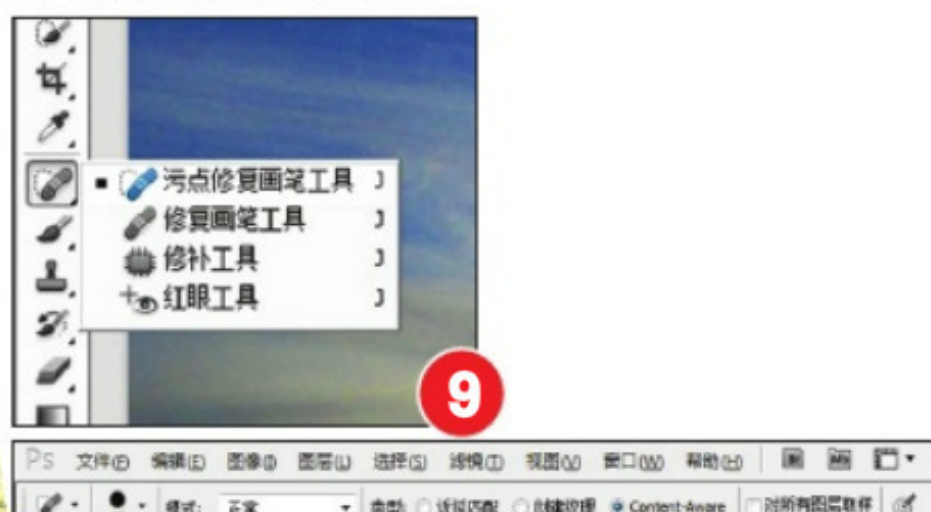 污点修复画笔工具 J
修复画笔工具 J
修补工具 J
红眼工具 J
9
Ps 文件(F) 编辑(E) 图像(I) 图层(L) 选择(S) 滤镜(T) 视图(V) 窗口(W) 帮助(H) Br Mb
模式: 正常 类型: 近似匹配 创建纹理 Content-Aware 对所有图层取样